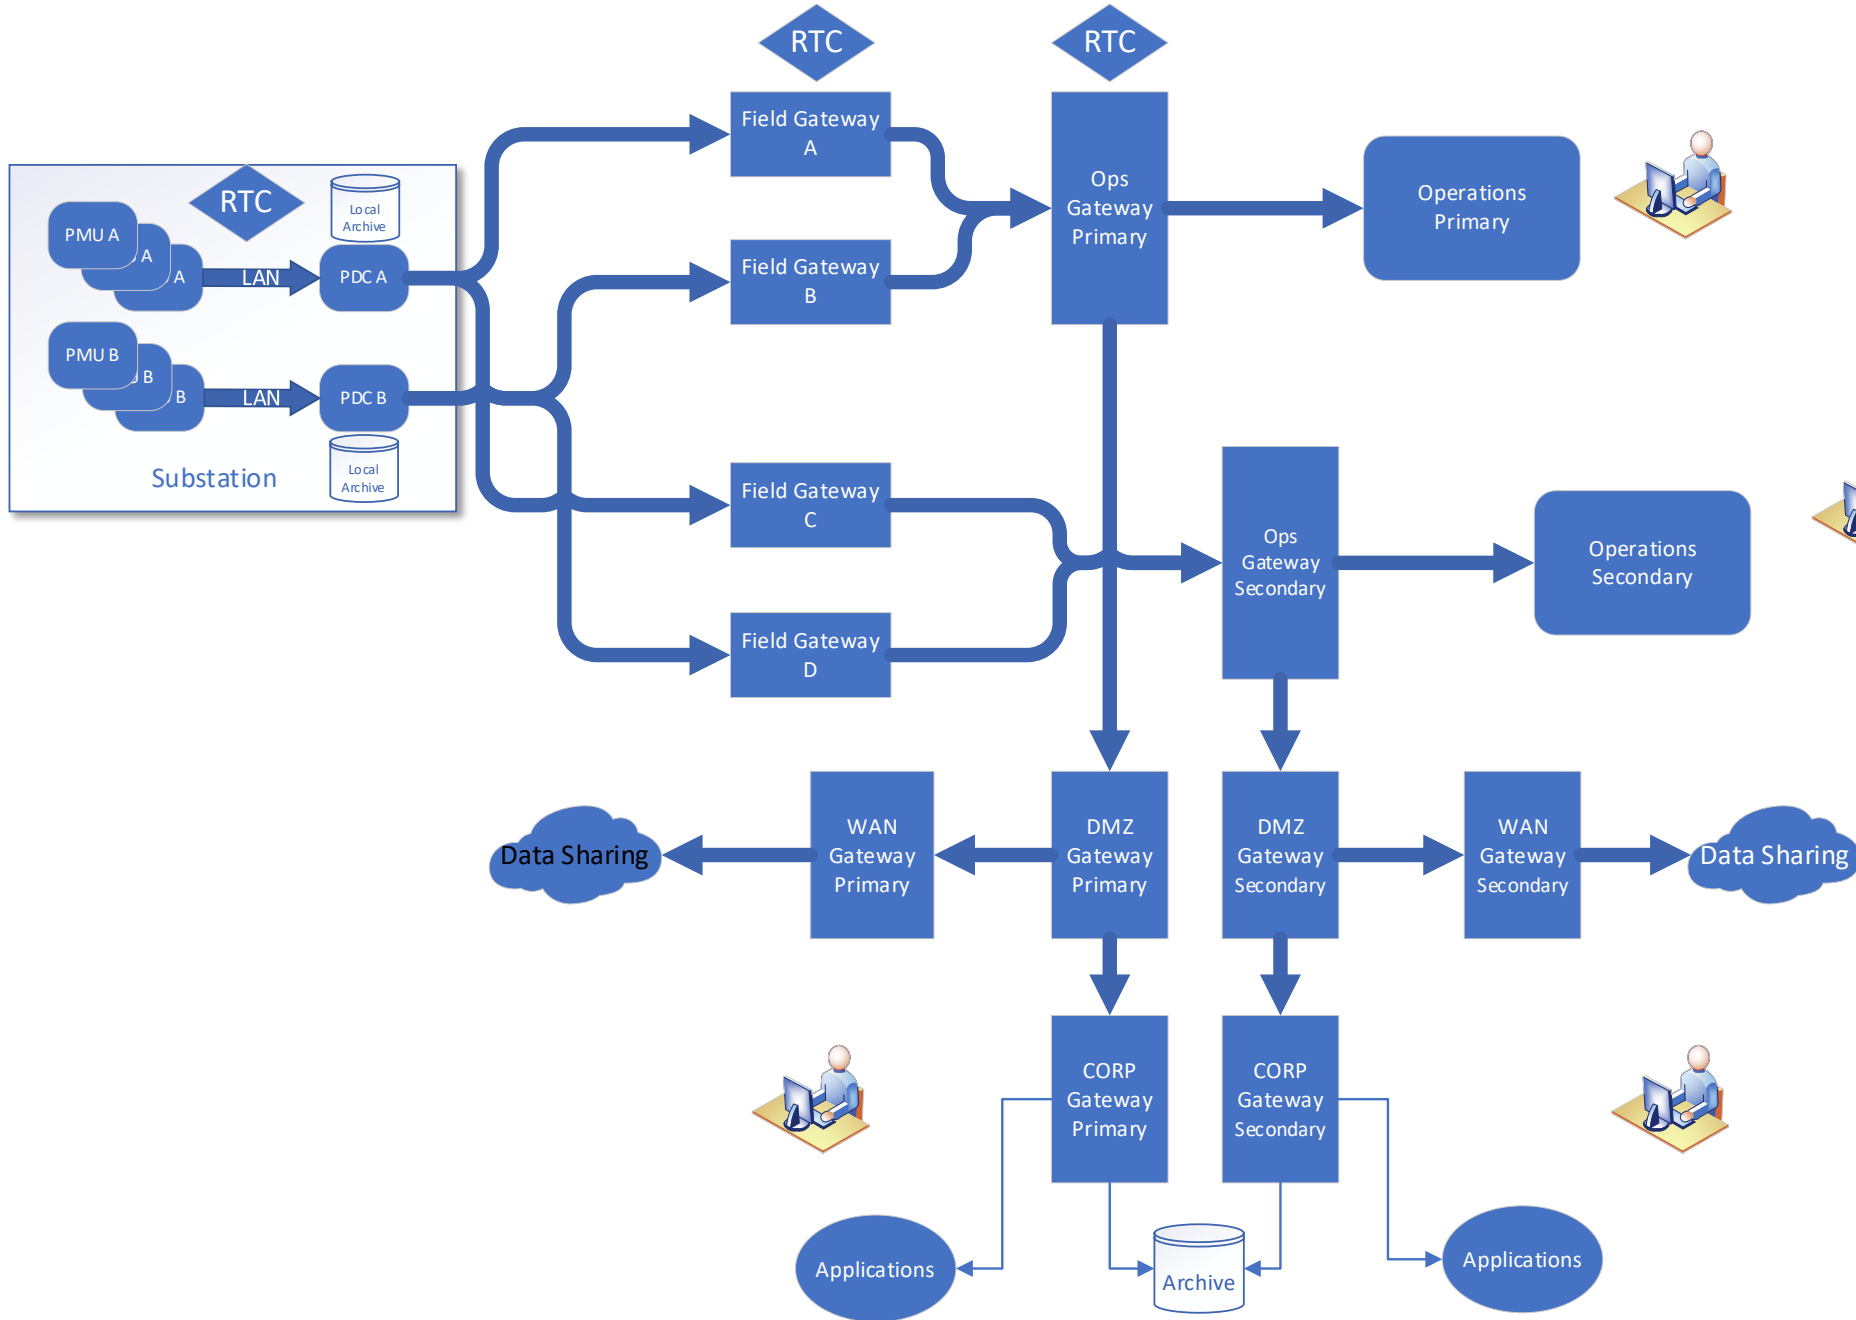 RTC
RTC
Field Gateway
A
Ops
Gateway
Primary
Operations
Primary
RTC
Local
Archive
PMU A
A
A
LAN
PDC A
Field Gateway
B
PMU B
B
B
LAN
PDC B
Local
Archive
Substation
Field Gateway
C
Ops
Gateway
Secondary
Operations
Secondary
Field Gateway
D
Data Sharing
WAN
Gateway
Primary
DMZ
Gateway
Primary
DMZ
Gateway
Secondary
WAN
Gateway
Secondary
Data Sharing
CORP
Gateway
Primary
CORP
Gateway
Secondary
Applications
Archive
Applications